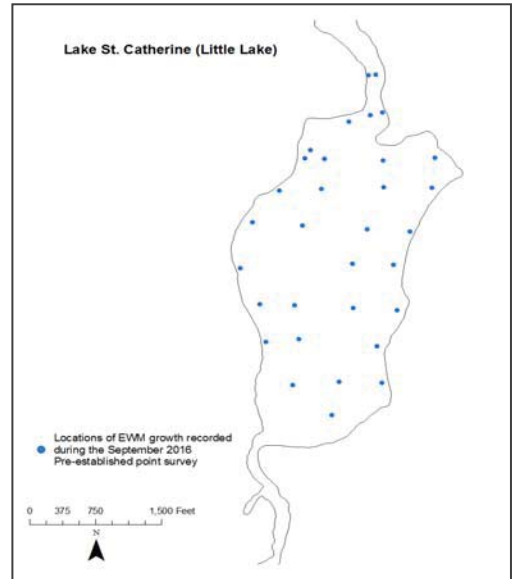 Lake St. Catherine (Little Lake)
Locations of EWM growth recorded
during the September 2016
Pre-established point survey
0 375 750 1,500 Feet
N